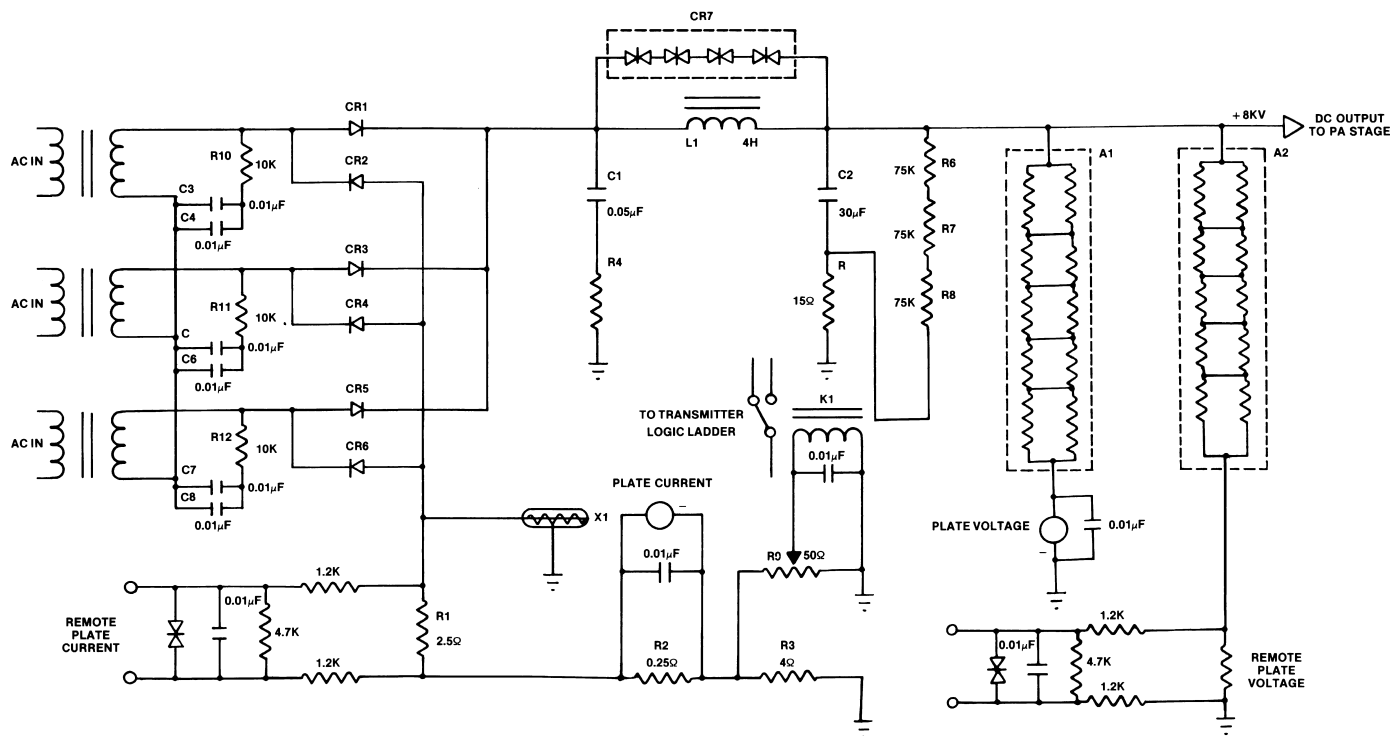 CR7
CR1
+8KV
DC OUTPUT
TO PA STAGE
L1
4H
A1
A2
AC IN
R10
10K
CR2
R6
75K
C3
0.01µF
C4
0.01µF
C1
0.05µF
C2
30µF
R7
75K
CR3
R4
R
15Ω
R8
75K
AC IN
R11
10K
CR4
C
0.01µF
C6
0.01µF
CR5
K1
TO TRANSMITTER
LOGIC LADDER
AC IN
R12
10K
CR6
0.01µF
C7
0.01µF
C8
0.01µF
PLATE CURRENT
X1
PLATE VOLTAGE
0.01µF
0.01µF
R9
50Ω
1.2K
0.01µF
REMOTE
PLATE
CURRENT
4.7K
R1
2.5Ω
1.2K
R2
0.25Ω
R3
4Ω
1.2K
0.01µF
4.7K
REMOTE
PLATE
VOLTAGE
1.2K